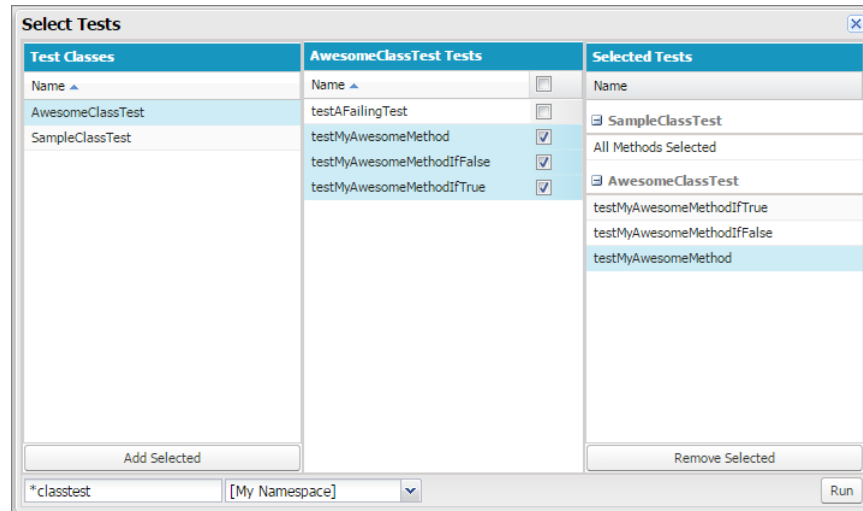 Select Tests
Test Classes
Name
AwesomeClassTest
SampleClassTest
Add Selected
AwesomeClassTest Tests
Name
testAFailingTest
testMyAwesomeMethod
testMyAwesomeMethodIfFalse
testMyAwesomeMethodIfTrue
Selected Tests
Name
SampleClassTest
All Methods Selected
AwesomeClassTest
testMyAwesomeMethodIfTrue
testMyAwesomeMethodIfFalse
testMyAwesomeMethod
Remove Selected
*classtest
[My Namespace]
Run